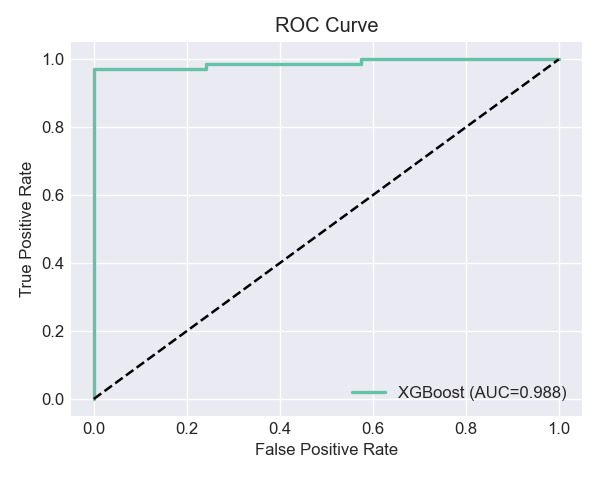 ROC Curve
1.0
0.8
0.6
0.4
0.2
0.0
True Positive Rate
XGBoost (AUC=0.988)
0.0 0.2 0.4 0.6 0.8 1.0
False Positive Rate